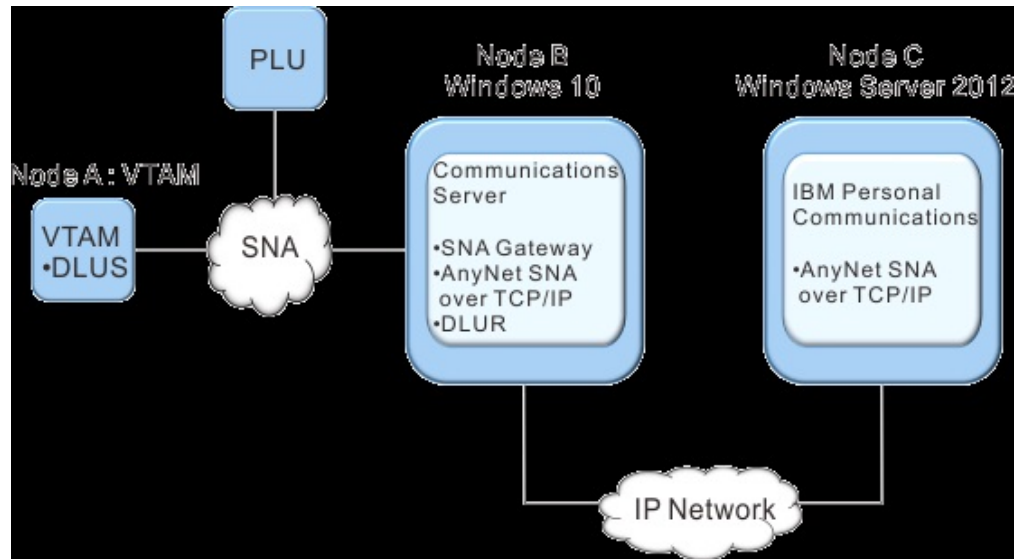 PLU
Node B
Windows 10
Node C
Windows Server 2012
Node A : VTAM
VTAM
•DLUS
SNA
Communications
Server
•SNA Gateway
•AnyNet SNA
over TCP/IP
•DLUR
IBM Personal
Communications
•AnyNet SNA
over TCP/IP
IP Network